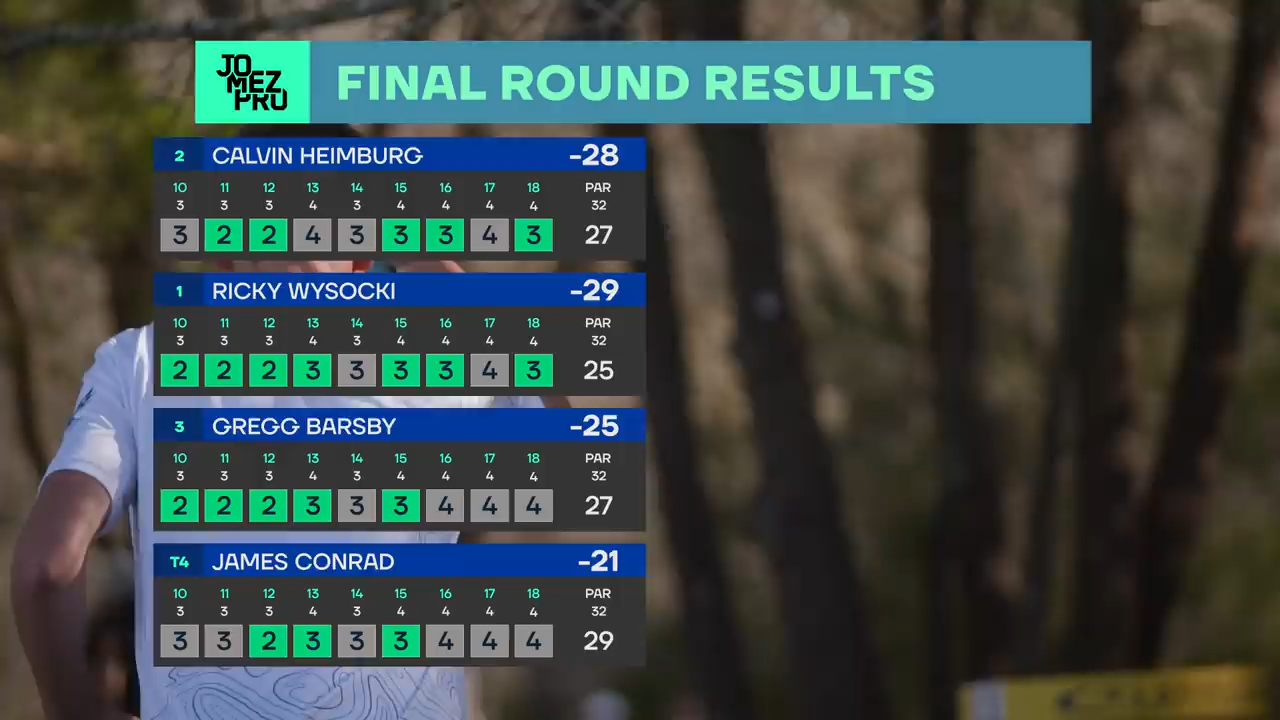 JOMEZPRO
FINAL ROUND RESULTS
2 CALVIN HEIMBURG -28
10 11 12 13 14 15 16 17 18 PAR
3 3 3 4 3 4 4 4 4 32
3 2 2 4 3 3 3 4 3 27
1 RICKY WYSOCKI -29
10 11 12 13 14 15 16 17 18 PAR
3 3 3 4 3 4 4 4 4 32
2 2 2 3 3 3 3 4 3 25
3 GREGG BARSBY -25
10 11 12 13 14 15 16 17 18 PAR
3 3 3 4 3 4 4 4 4 32
2 2 2 3 3 3 4 4 4 27
T4 JAMES CONRAD -21
10 11 12 13 14 15 16 17 18 PAR
3 3 3 4 3 4 4 4 4 32
3 3 2 3 3 3 4 4 4 29